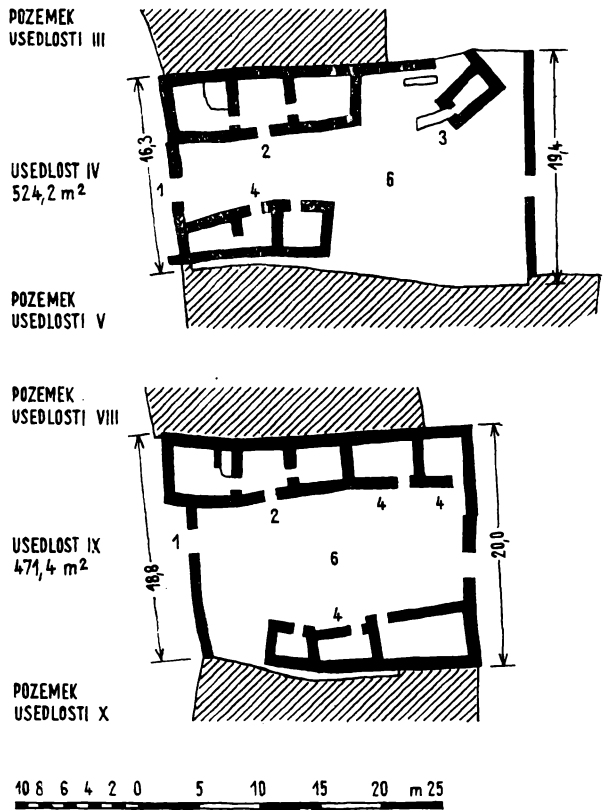 POZEMEK
USEDLOSTI III
16,3
USEDLOST IV
524,2 m²
1
2
3
4
6
19,4
POZEMEK
USEDLOSTI V
POZEMEK
USEDLOSTI VIII
18,8
USEDLOST IX
471,4 m²
1
2
4
4
6
4
20,0
POZEMEK
USEDLOSTI X
10 8 6 4 2 0 5 10 15 20 m 25